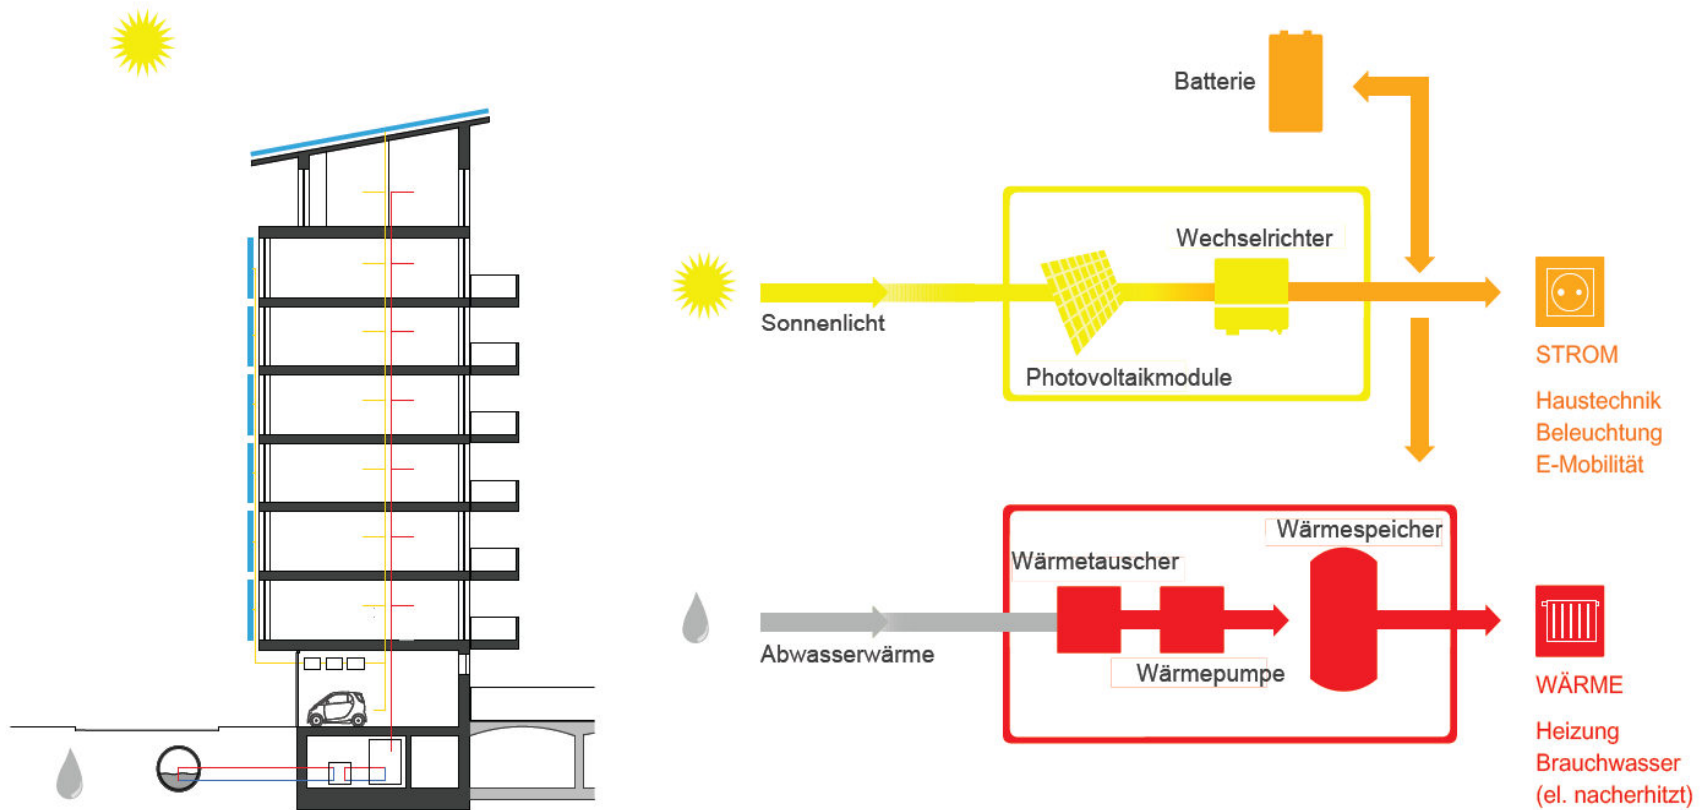 Batterie
Wechselrichter
Sonnenlicht
Photovoltaikmodule
STROM
Haustechnik
Beleuchtung
E-Mobilität
Wärmespeicher
Wärmetauscher
Abwasserwärme
Wärmepumpe
WÄRME
Heizung
Brauchwasser
(el. nacherhitzt)